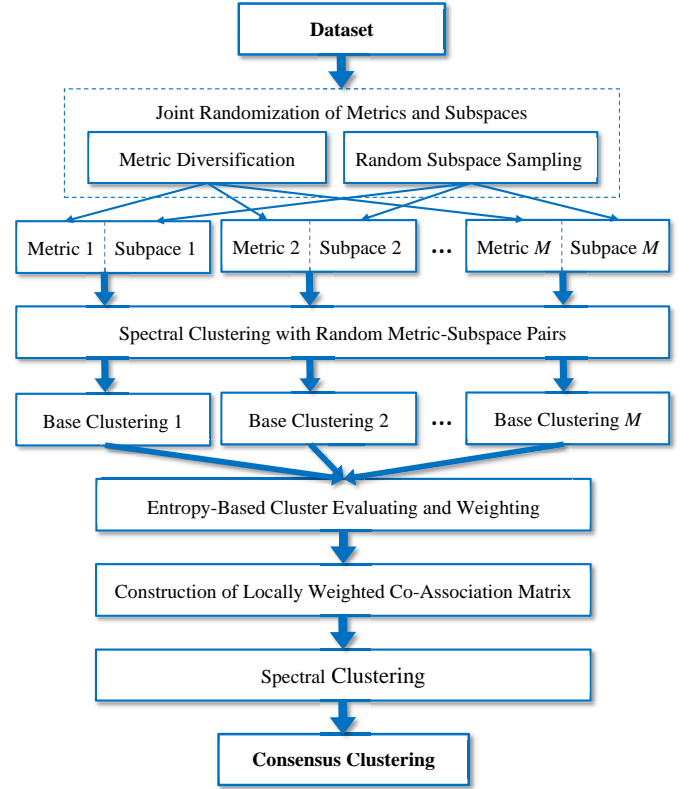 Dataset
Joint Randomization of Metrics and Subspaces
Metric Diversification
Random Subspace Sampling
Metric 1
Subpace 1
Metric 2
Subpace 2
...
Metric M
Subpace M
Spectral Clustering with Random Metric-Subspace Pairs
Base Clustering 1
Base Clustering 2
...
Base Clustering M
Entropy-Based Cluster Evaluating and Weighting
Construction of Locally Weighted Co-Association Matrix
Spectral Clustering
Consensus Clustering